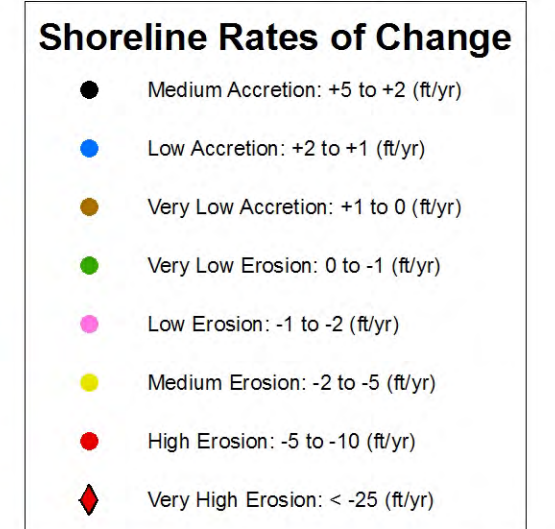 Shoreline Rates of Change
Medium Accretion: +5 to +2 (ft/yr)
Low Accretion: +2 to +1 (ft/yr)
Very Low Accretion: +1 to 0 (ft/yr)
Very Low Erosion: 0 to -1 (ft/yr)
Low Erosion: -1 to -2 (ft/yr)
Medium Erosion: -2 to -5 (ft/yr)
High Erosion: -5 to -10 (ft/yr)
Very High Erosion: < -25 (ft/yr)